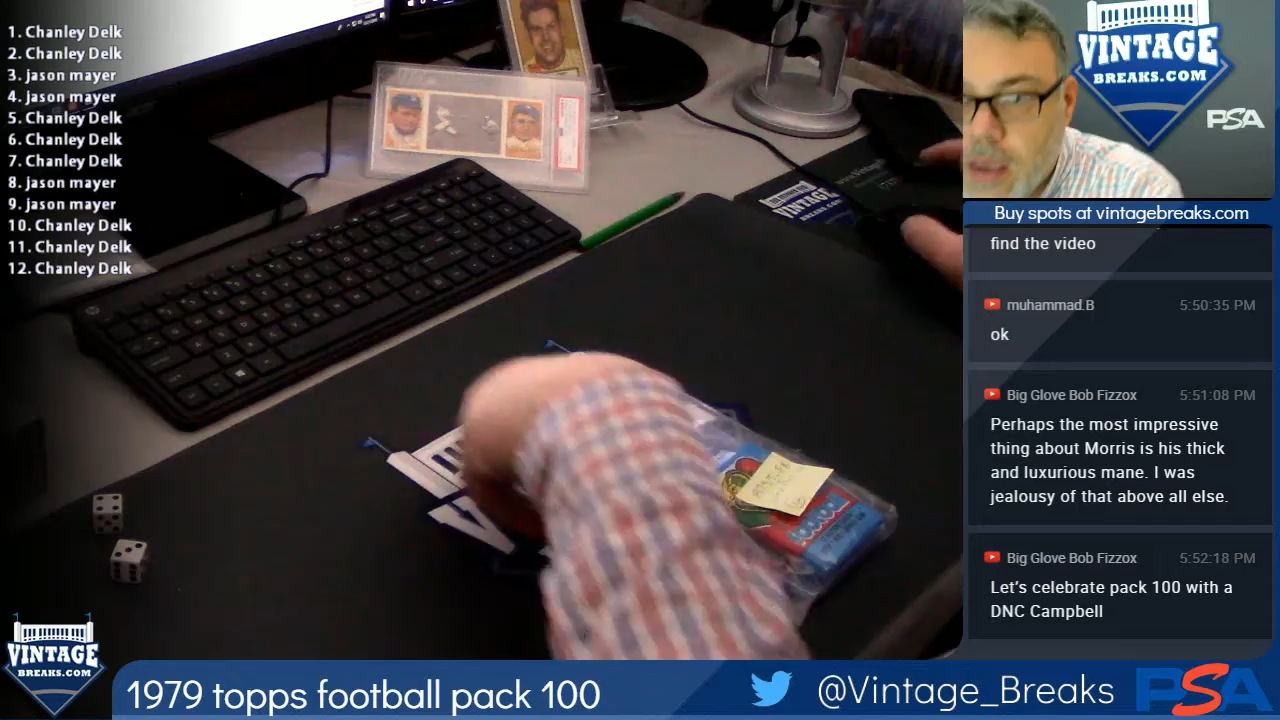 1. Chanley Delk
2. Chanley Delk
3. jason mayer
4. jason mayer
5. Chanley Delk
6. Chanley Delk
7. Chanley Delk
8. jason mayer
9. jason mayer
10. Chanley Delk
11. Chanley Delk
12. Chanley Delk
VINTAGE
BREAKS.COM
PSA
Buy spots at vintagebreaks.com
find the video
muhammad.B 5:50:35 PM
ok
Big Glove Bob Fizzox 5:51:08 PM
Perhaps the most impressive
thing about Morris is his thick
and luxurious mane. I was
jealousy of that above all else.
Big Glove Bob Fizzox 5:52:18 PM
Let's celebrate pack 100 with a
DNC Campbell
VINTAGE
BREAKS.COM
VINTAGE
BREAKS.COM
1979 topps football pack 100
@Vintage_Breaks
PSA